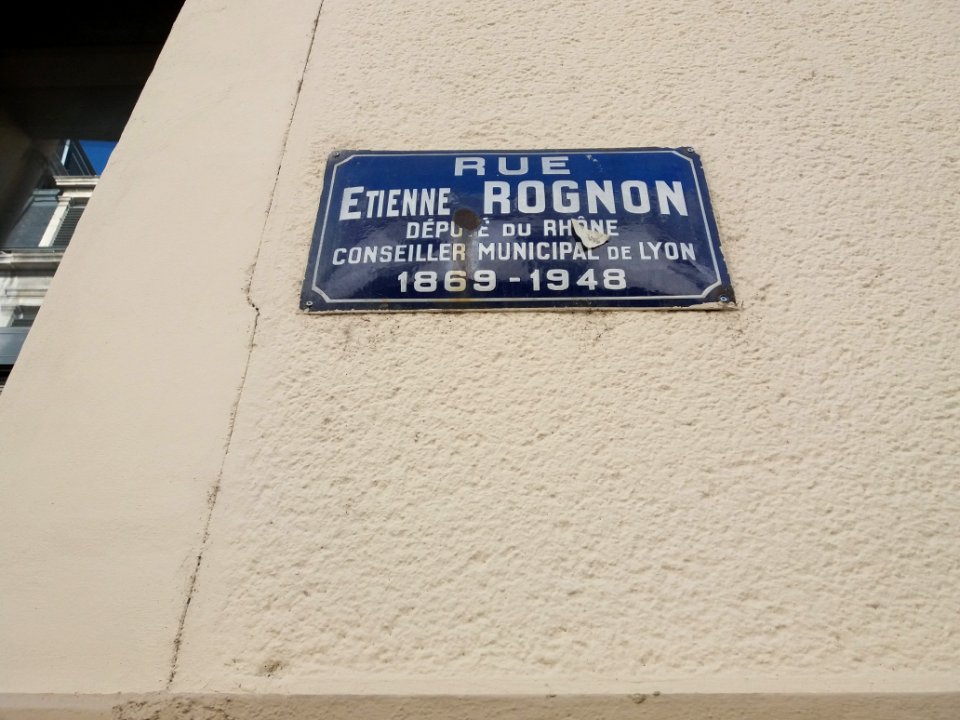 RUE
ETIENNE ROGNON
DÉPUTÉ DU RHÔNE
CONSEILLER MUNICIPAL DE LYON
1869 - 1948